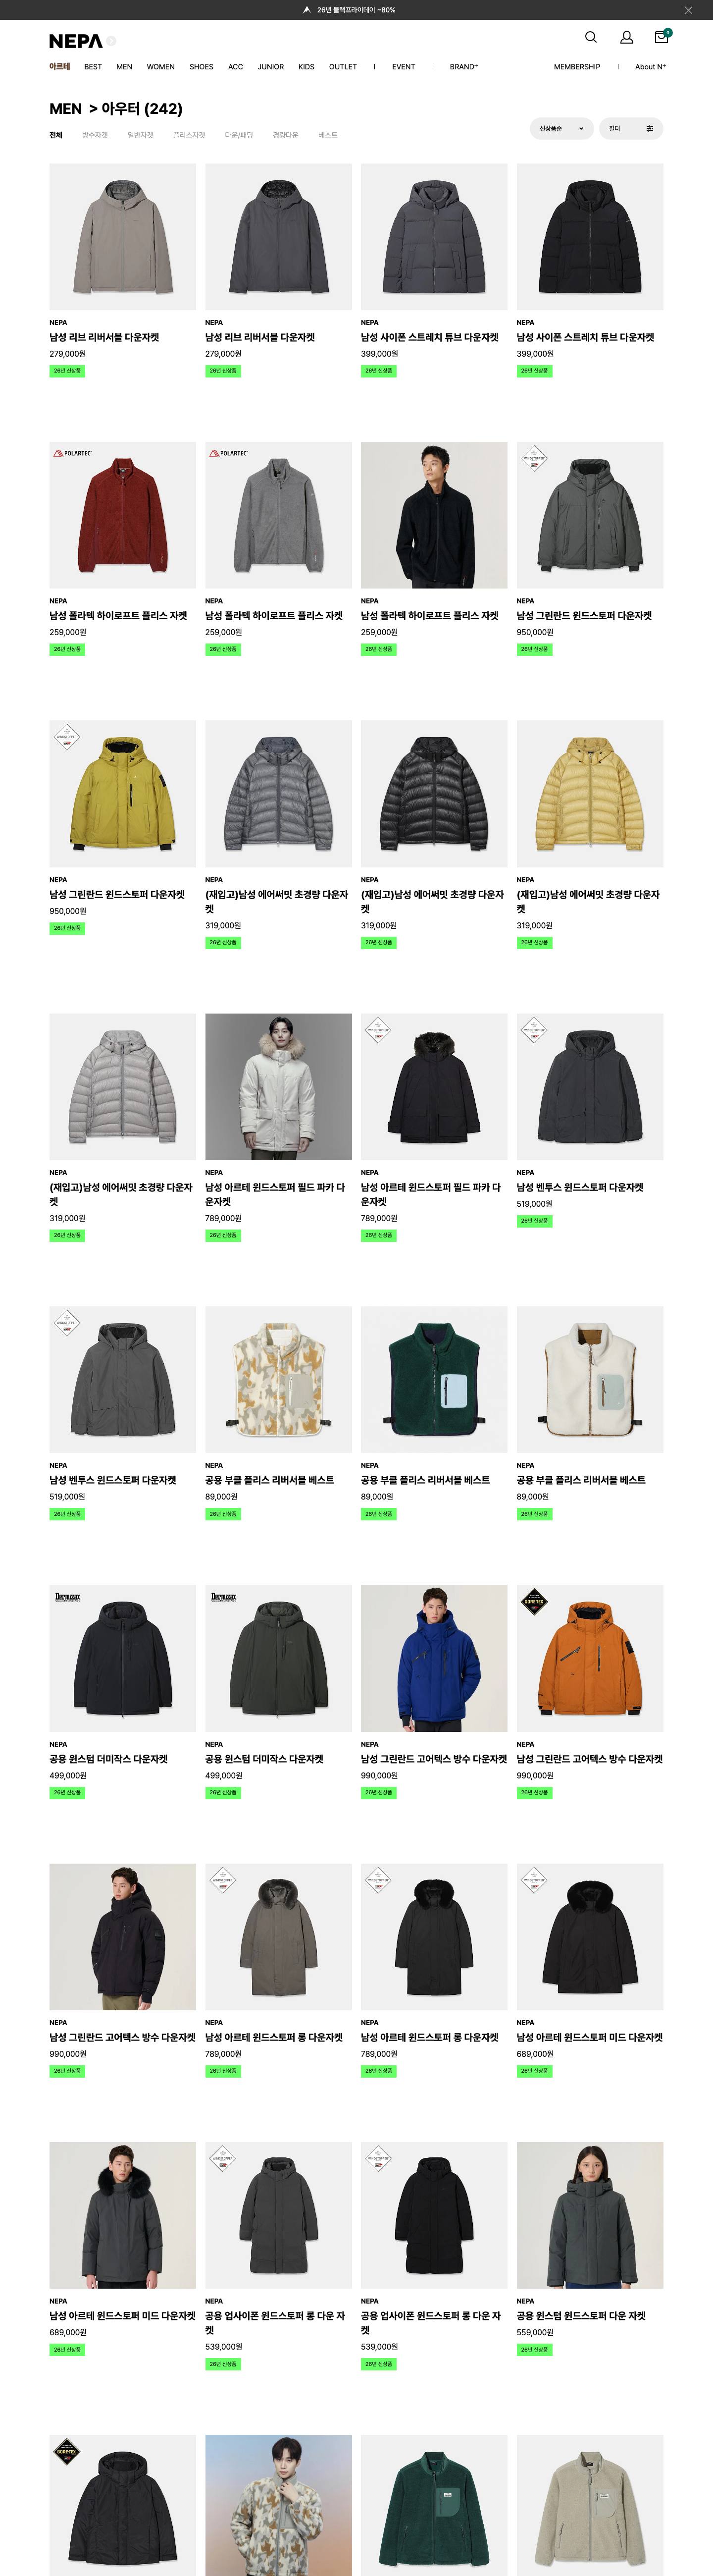 26년 블랙프라이데이 ~80%
NEPA
0
아르테 BEST MEN WOMEN SHOES ACC JUNIOR KIDS OUTLET | EVENT | BRAND+ MEMBERSHIP | About N+
MEN > 아우터 (242)
전체 방수자켓 일반자켓 플리스자켓 다운/패딩 경량다운 베스트
신상품순 필터
NEPA NEPA NEPA NEPA
남성 리브 리버서블 다운자켓 남성 리브 리버서블 다운자켓 남성 사이폰 스트레치 튜브 다운자켓 남성 사이폰 스트레치 튜브 다운자켓
279,000원 279,000원 399,000원 399,000원
26년 신상품 26년 신상품 26년 신상품 26년 신상품
POLARTEC POLARTEC
NEPA NEPA NEPA NEPA
남성 폴라텍 하이로프트 플리스 자켓 남성 폴라텍 하이로프트 플리스 자켓 남성 폴라텍 하이로프트 플리스 자켓 남성 그린란드 윈드스토퍼 다운자켓
259,000원 259,000원 259,000원 950,000원
26년 신상품 26년 신상품 26년 신상품 26년 신상품
NEPA NEPA NEPA NEPA
남성 그린란드 윈드스토퍼 다운자켓 (재입고)남성 에어써밋 초경량 다운자 (재입고)남성 에어써밋 초경량 다운자 (재입고)남성 에어써밋 초경량 다운자
켓 켓 켓
950,000원 319,000원 319,000원 319,000원
26년 신상품 26년 신상품 26년 신상품 26년 신상품
NEPA NEPA NEPA NEPA
(재입고)남성 에어써밋 초경량 다운자 남성 아르테 윈드스토퍼 필드 파카 다 남성 아르테 윈드스토퍼 필드 파카 다 남성 벤투스 윈드스토퍼 다운자켓
켓 운자켓 운자켓
319,000원 789,000원 789,000원 519,000원
26년 신상품 26년 신상품 26년 신상품 26년 신상품
NEPA NEPA NEPA NEPA
남성 벤투스 윈드스토퍼 다운자켓 공용 부클 플리스 리버서블 베스트 공용 부클 플리스 리버서블 베스트 공용 부클 플리스 리버서블 베스트
519,000원 89,000원 89,000원 89,000원
26년 신상품 26년 신상품 26년 신상품 26년 신상품
Dermizax Dermizax GORE-TEX
NEPA NEPA NEPA NEPA
공용 윈스텀 더미작스 다운자켓 공용 윈스텀 더미작스 다운자켓 남성 그린란드 고어텍스 방수 다운자켓 남성 그린란드 고어텍스 방수 다운자켓
499,000원 499,000원 990,000원 990,000원
26년 신상품 26년 신상품 26년 신상품 26년 신상품
NEPA NEPA NEPA NEPA
남성 그린란드 고어텍스 방수 다운자켓 남성 아르테 윈드스토퍼 롱 다운자켓 남성 아르테 윈드스토퍼 롱 다운자켓 남성 아르테 윈드스토퍼 미드 다운자켓
990,000원 789,000원 789,000원 689,000원
26년 신상품 26년 신상품 26년 신상품 26년 신상품
NEPA NEPA NEPA NEPA
남성 아르테 윈드스토퍼 미드 다운자켓 공용 업사이폰 윈드스토퍼 롱 다운 자 공용 업사이폰 윈드스토퍼 롱 다운 자 공용 윈스텀 윈드스토퍼 다운 자켓
켓 켓
689,000원 539,000원 539,000원 559,000원
26년 신상품 26년 신상품 26년 신상품 26년 신상품
GORE-TEX